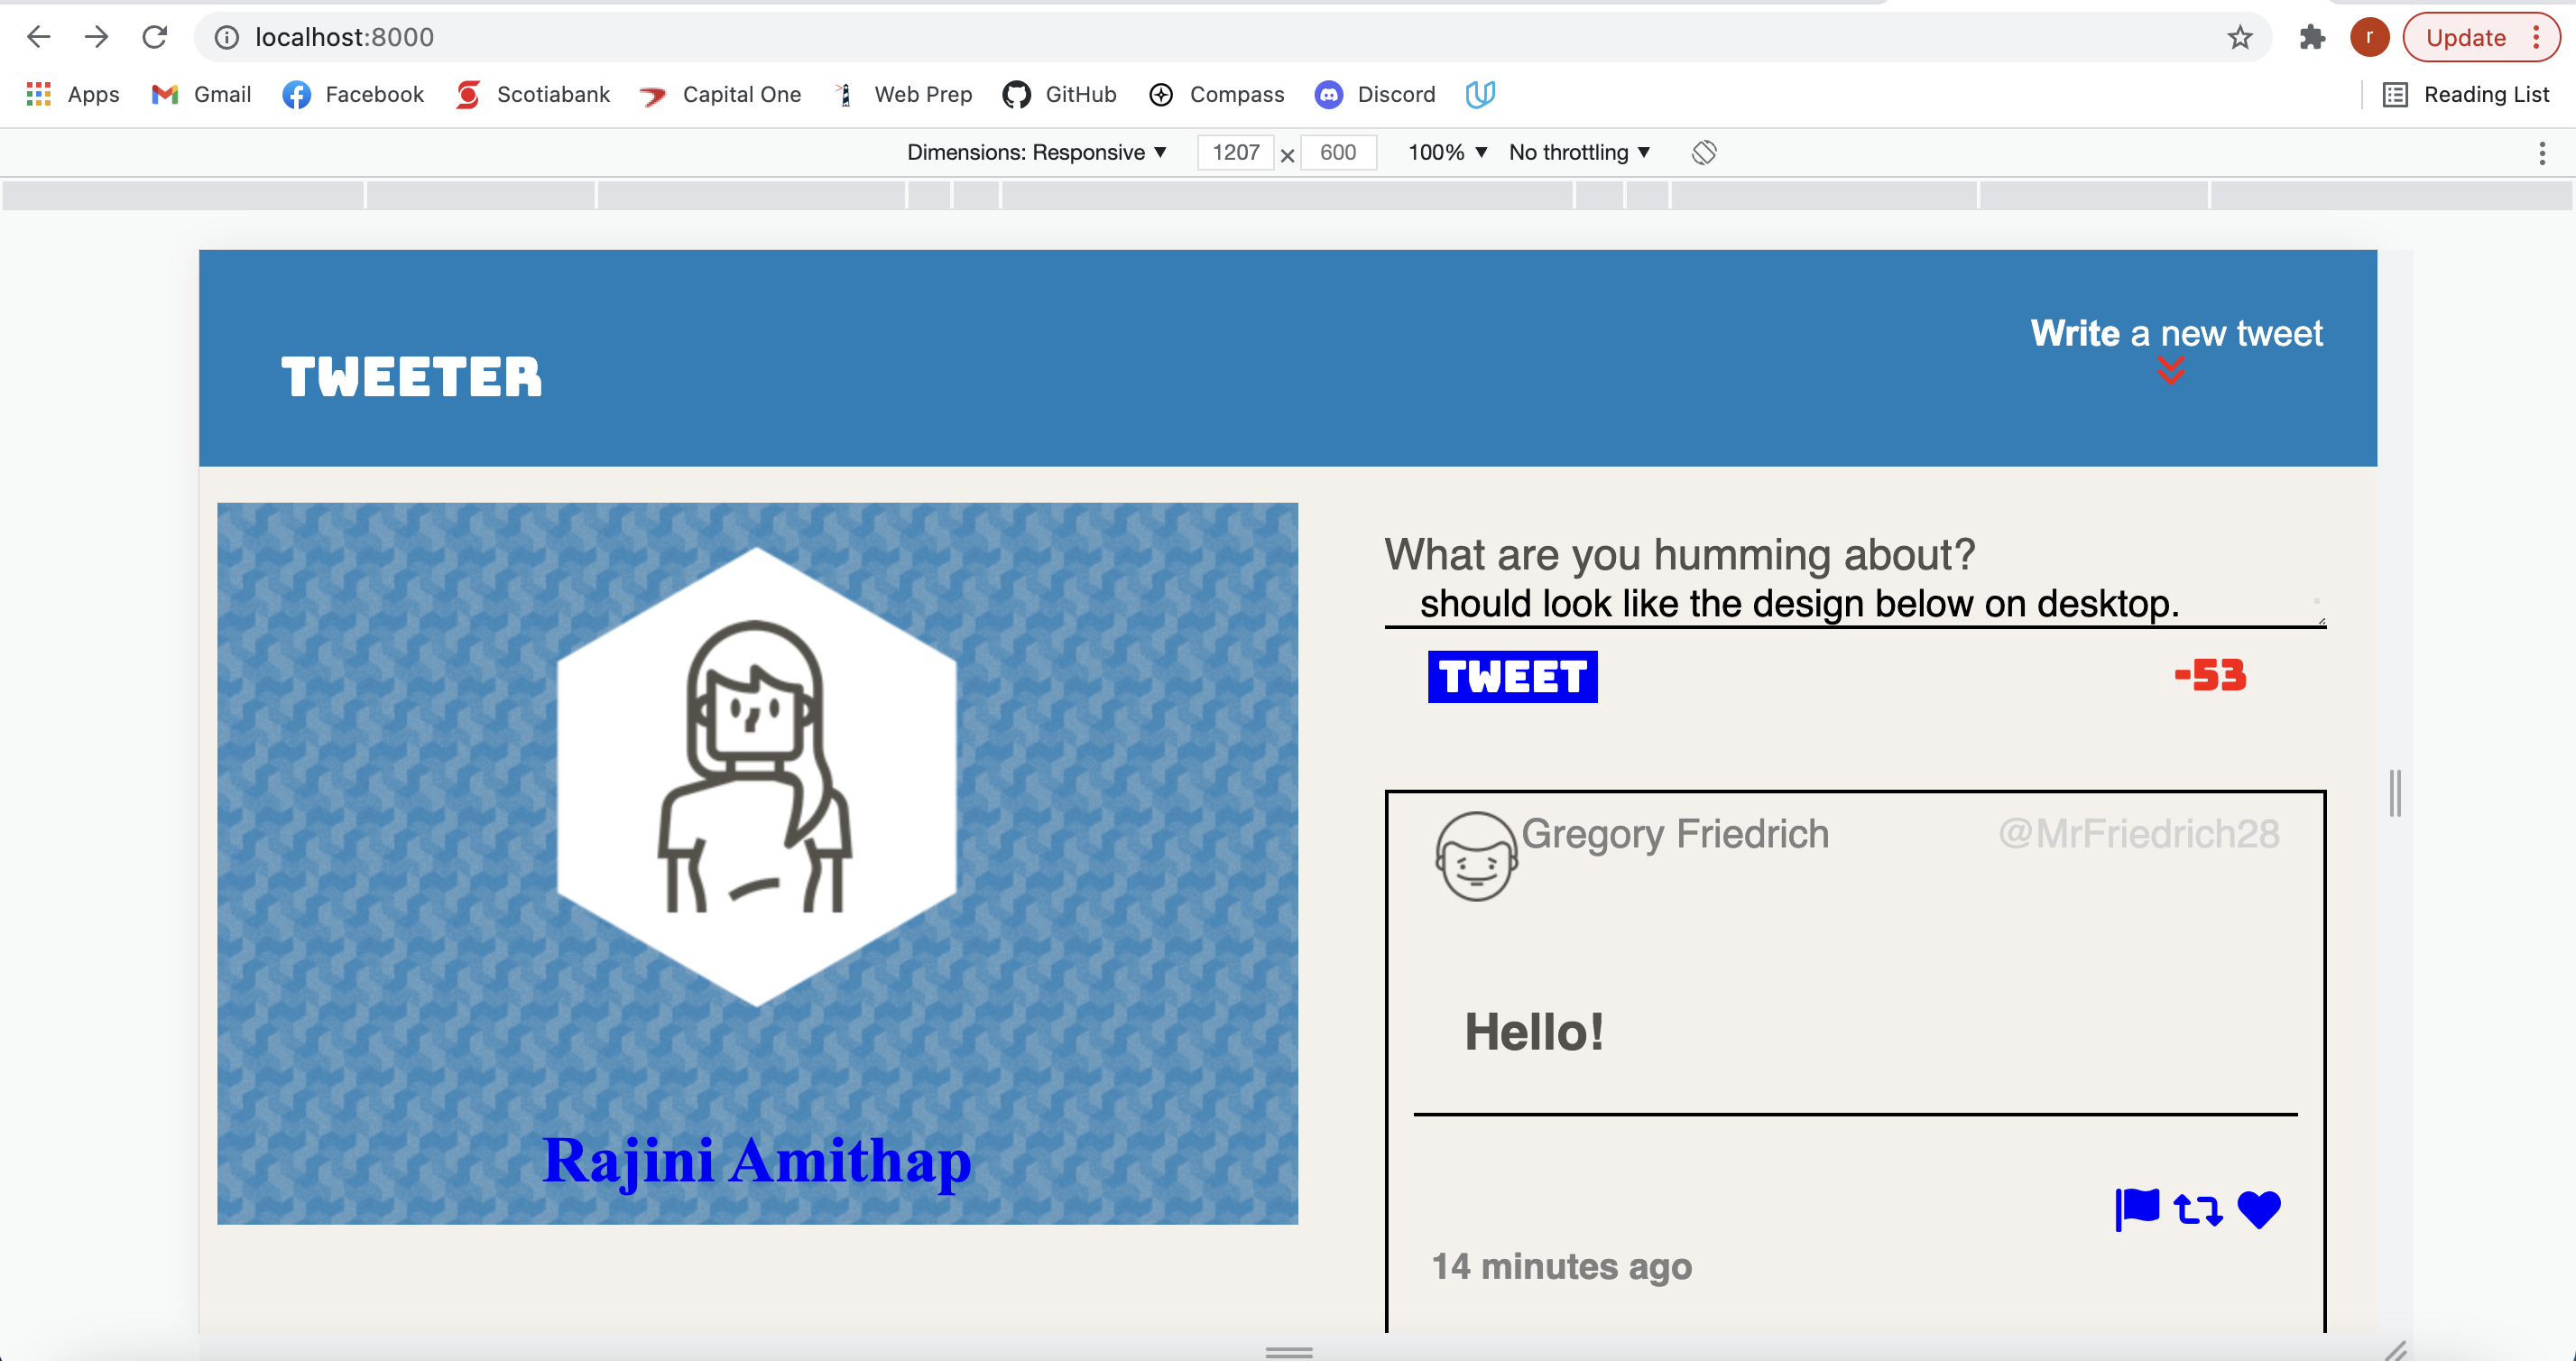 localhost:8000
r
Update
Apps
Gmail
Facebook
Scotiabank
Capital One
Web Prep
GitHub
Compass
Discord
Reading List
Dimensions: Responsive
1207 × 600
100%
No throttling
TWEETER
Write a new tweet
What are you humming about?
should look like the design below on desktop.
TWEET
-53
Gregory Friedrich
@MrFriedrich28
Hello!
14 minutes ago
Rajini Amithap